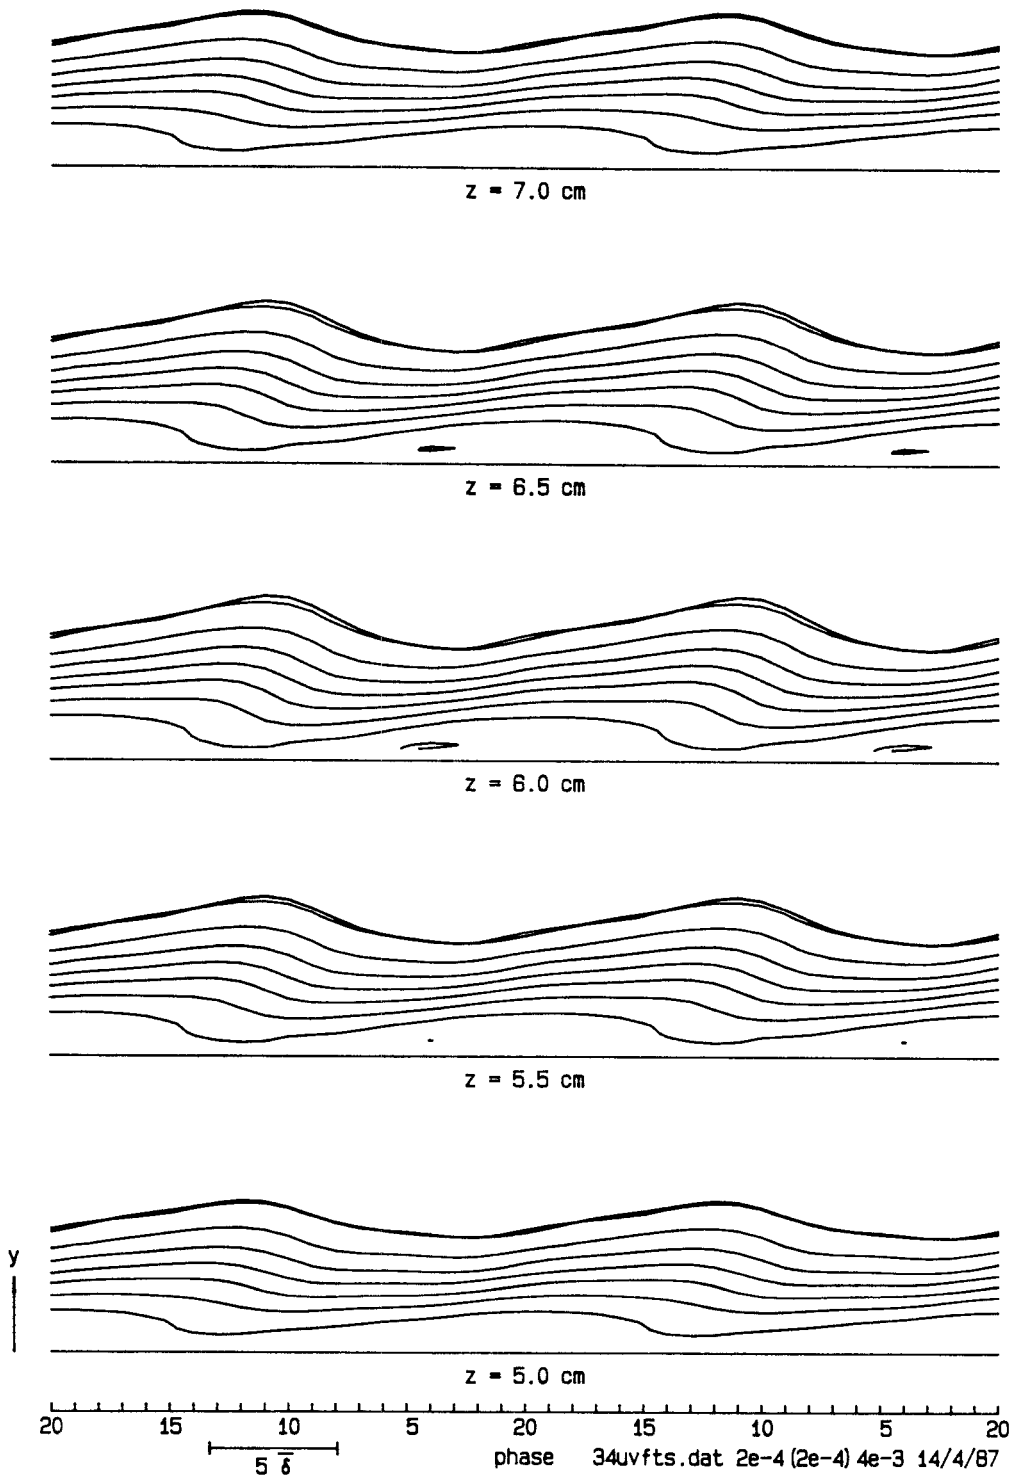 z = 7.0 cm
z = 6.5 cm
z = 6.0 cm
z = 5.5 cm
y
z = 5.0 cm
20 15 10 5 20 15 10 5 20
5 δ̅ phase 34uvfts.dat 2e-4 (2e-4) 4e-3 14/4/87